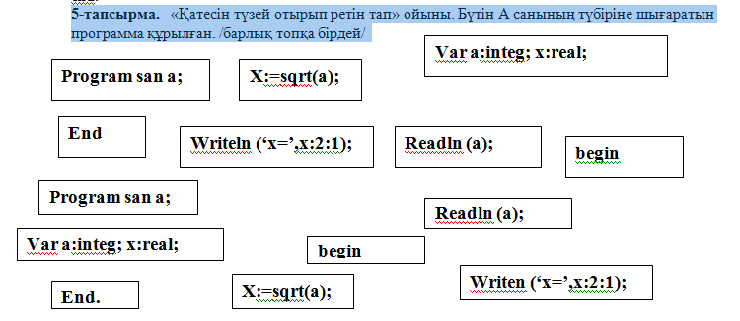 5-тапсырма. «Қатесін түзей отырып ретін тап» ойыны. Бүтін А санының түбіріне шығаратын
программа құрылған. /барлық топқа бірдей/
Var a:integ; x:real;
Program san a;
X:=sqrt(a);
End
Writeln (‘x=’,x:2:1);
Readln (a);
begin
Program san a;
Readln (a);
Var a:integ; x:real;
begin
End.
X:=sqrt(a);
Writen (‘x=’,x:2:1);